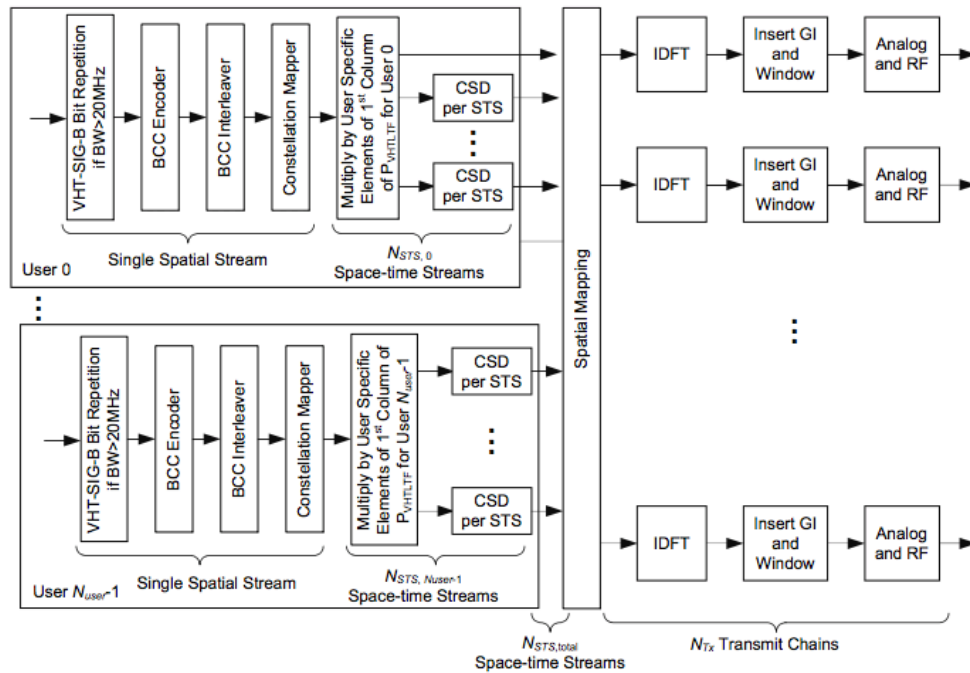 VHT-SIG-B Bit Repetition
if BW>20MHz
BCC Encoder
BCC Interleaver
Constellation Mapper
Multiply by User Specific
Elements of 1st Column
of PVHTLTF for User 0
CSD
per STS
CSD
per STS
Single Spatial Stream
NSTS, 0
Space-time Streams
User 0
VHT-SIG-B Bit Repetition
if BW>20MHz
BCC Encoder
BCC Interleaver
Constellation Mapper
Multiply by User Specific
Elements of 1st Column of
PVHTLTF for User Nuser-1
CSD
per STS
CSD
per STS
Single Spatial Stream
NSTS, Nuser-1
Space-time Streams
User Nuser-1
Spatial Mapping
NSTS,total
Space-time Streams
IDFT
Insert GI
and
Window
Analog
and RF
IDFT
Insert GI
and
Window
Analog
and RF
IDFT
Insert GI
and
Window
Analog
and RF
NTx Transmit Chains